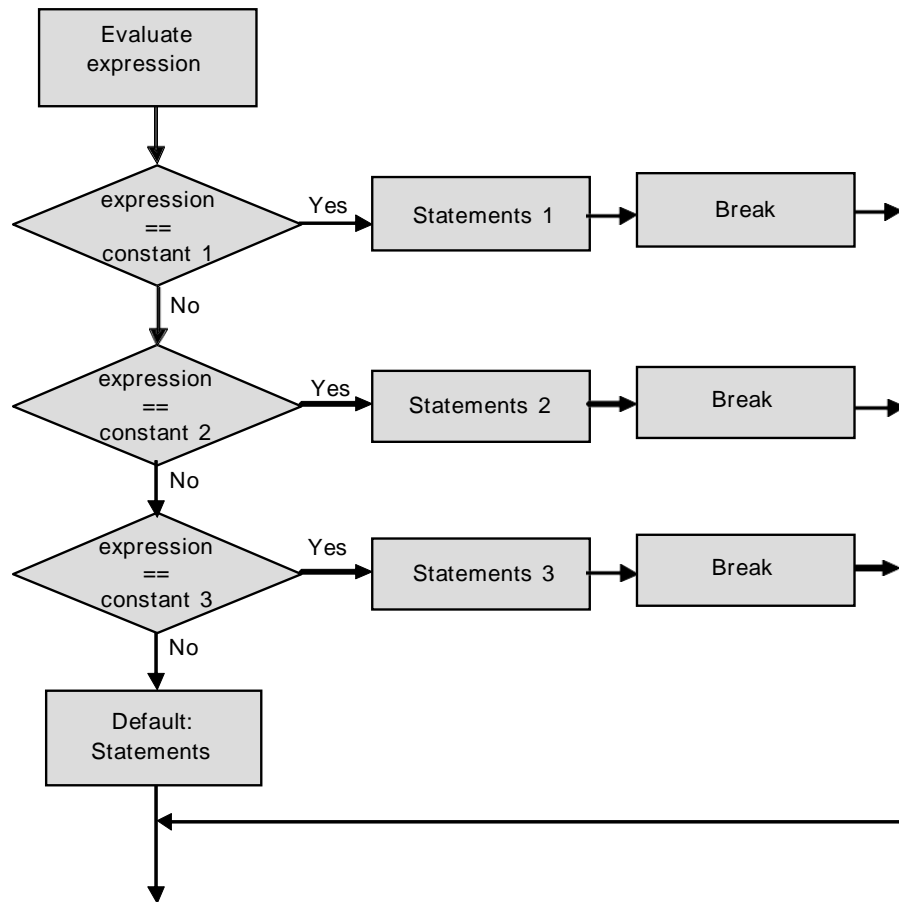 Evaluate
expression
expression
==
constant 1
Yes
Statements 1
Break
No
expression
==
constant 2
Yes
Statements 2
Break
No
expression
==
constant 3
Yes
Statements 3
Break
No
Default:
Statements